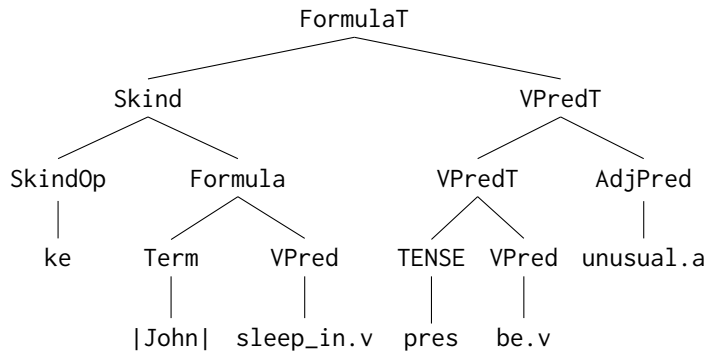 FormulaT
Skind VPredT
SkindOp Formula VPredT AdjPred
ke Term VPred TENSE VPred unusual.a
|John| sleep_in.v pres be.v